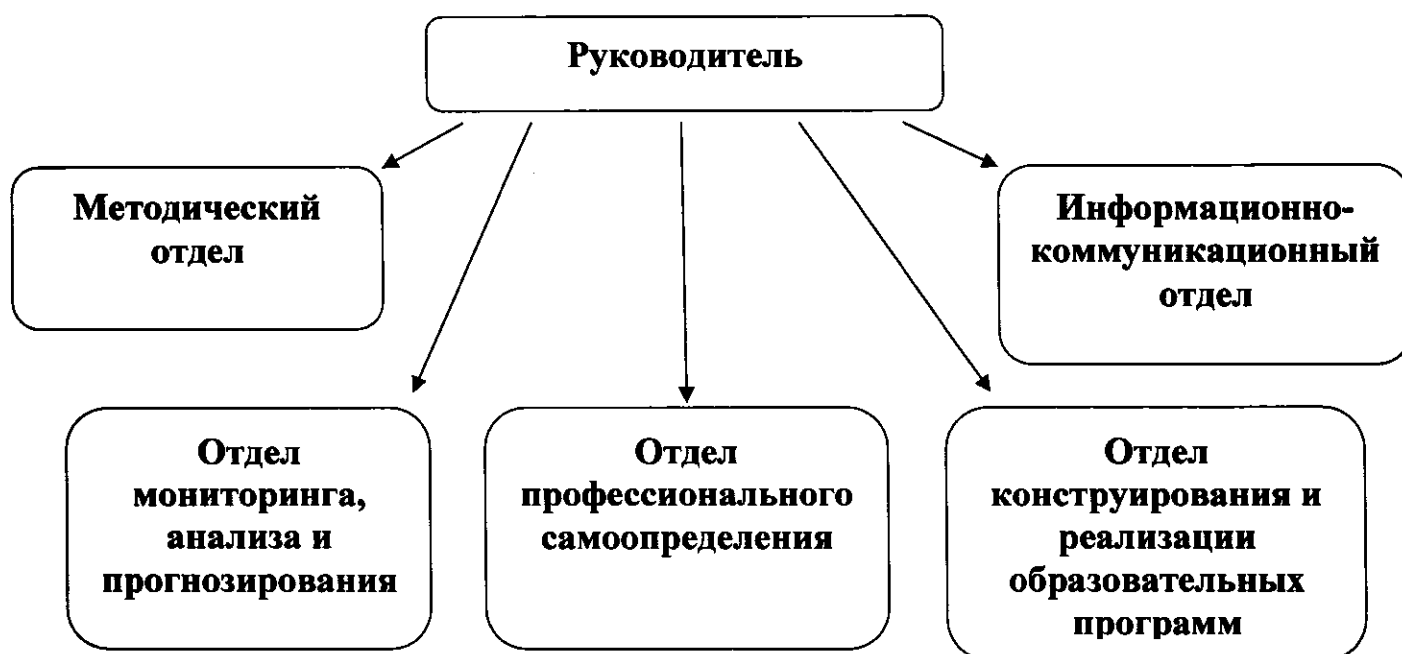 Руководитель
Методический
отдел
Информационно-
коммуникационный
отдел
Отдел
мониторинга,
анализа и
прогнозирования
Отдел
профессионального
самоопределения
Отдел
конструирования и
реализации
образовательных
программ